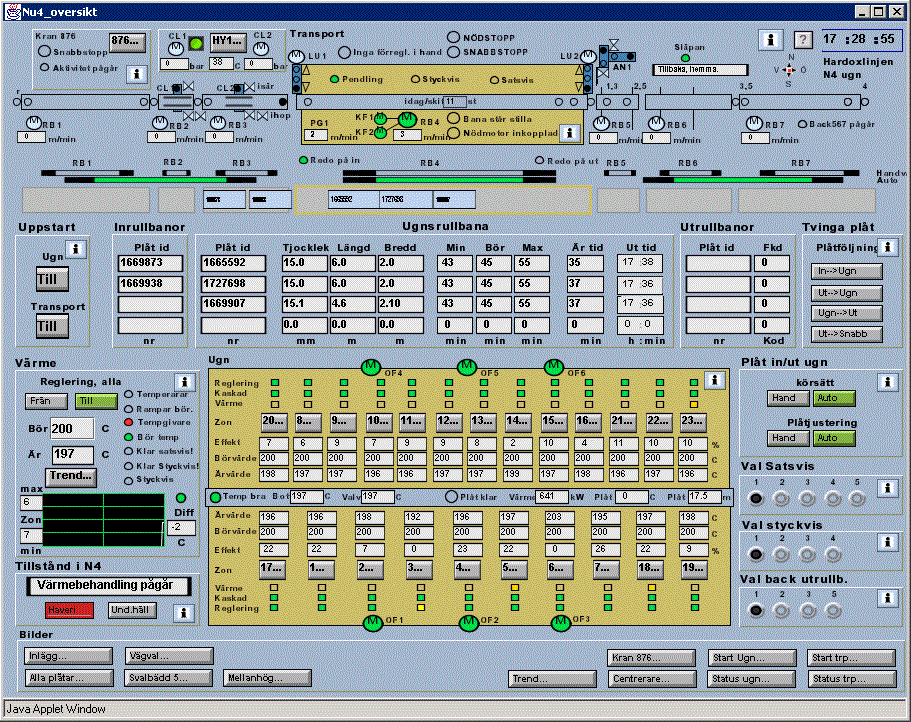 Nu4_oversikt
Kran 876 876...
Snabbstopp
Aktivitet pågår
CL1 HY1... CL2
0 bar 38 C 0 bar
Transport
Inga förregl. i hand
NÖDSTOPP
SNABBSTOPP
LU1 LU2
Pendling Styckvis Satsvis
AN1
Slåpan
Tillbaka, hemma.
N V O S
17 :28 :55
Hardoxlinjen
N4 ugn
CL1 CL2 isär
ihop
idag/skift 11 st
1,3 2,5 3,5 4
RB1 RB2 RB3
0 m/min 0 m/min 0 m/min
PG1 2 m/min
KF1 KF2 RB4
3 m/min
Bana står stilla
Nödmotor inkopplad
RB5 RB6 RB7
0 m/min 0 m/min 0 m/min
Back567 pågår
Redo på in Redo på ut
RB1 RB2 RB3 RB4 RB5 RB6 RB7 Handv
Auto
1665592 1727698
Uppstart Inrullbanor Ugnsrullbana Utrullbanor Tvinga plåt
Ugn
Till
Transport
Till
Plåt id Plåt id Tjocklek Längd Bredd Min Bör Max Är tid Ut tid Plåt id Fkd Plåtföljning
1669873 1665592 15.0 6.0 2.0 43 45 55 35 17 :38 0 In-->Ugn
1669938 1727698 15.0 6.0 2.0 43 45 55 37 17 :36 0 Ut-->Ugn
1669907 15.1 4.6 2.10 43 45 55 37 17 :36 0 Ugn-->Ut
0.0 0.0 0.0 0 0 0 0 0 : 0 0 Ut-->Snabb
nr nr mm m m min min min min h :min nr Kod
Värme
Reglering, alla
Från Till
Bör 200 C
Är 197 C
Trend...
Temperarar
Rampar bör.
Tempgivare
Bör temp
Klar satsvis!
Klar Styckvis!
Styckvis
max
6
Zon
7
min
Diff
-2
C
Tillstånd i N4
Värmebehandling pågår
Haveri Und.håll
Ugn
OF4 OF5 OF6
Reglering
Kaskad
Värme
Zon 20... 8... 9... 10... 11... 12... 13... 14... 15... 16... 21... 22... 23...
Effekt 7 6 9 7 9 9 8 2 10 4 11 10 10 %
Börvärde 200 200 200 200 200 200 200 200 200 200 200 200 200 C
Ärvärde 198 197 199 197 196 196 199 199 197 199 196 196 199 C
Temp bra Bot 197 C Valv 197 C Plåt klar Värme 641 kW Plåt 0 C Plåt 17.5 m
Ärvärde 196 196 198 192 196 196 197 203 195 197 198 C
Börvärde 200 200 200 200 200 200 200 200 200 200 200 C
Effekt 22 22 7 0 23 22 22 0 26 22 9 %
Zon 17... 1... 2... 3... 4... 5... 6... 7... 18... 19...
Värme
Kaskad
Reglering
OF1 OF2 OF3
Plåt in/ut ugn
körsätt
Hand Auto
Plåtjustering
Hand Auto
Val Satsvis
1 2 3 4 5
Val styckvis
1 2 3 4
Val back utrullb.
1 2 3 5
Bilder
Inlägg... Vägval... Kran 876... Start Ugn... Start trp...
Alla plåtar... Svalbädd 5... Mellanhög... Trend... Centrerare... Status ugn... Status trp...
Java Applet Window